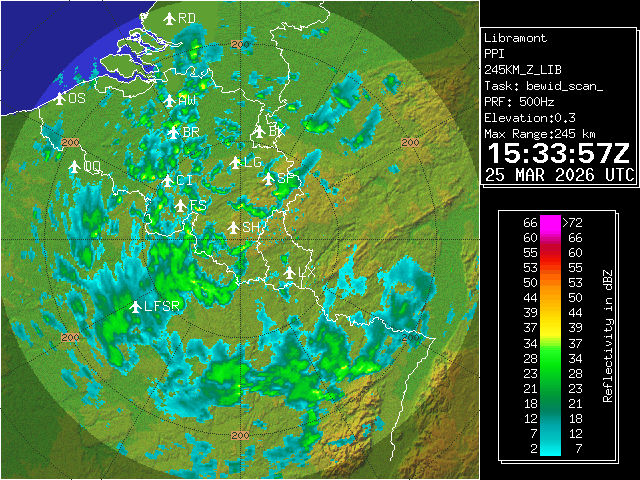 Libramont
PPI
245KM_Z_LIB
Task: bewid_scan_
PRF: 500Hz
Elevation:0.3
Max Range:245 km
15:33:57Z
25 MAR 2026 UTC
66 >72
60 66
55 60
53 55
50 53
44 50
39 44
37 39
34 37
28 34
23 28
21 23
18 21
12 18
7 12
2 7
Reflectivity in dBZ
RD
200
OS
AW
BR
BK
200
200
QQ
LG
CI
SP
FS
SH
LX
LFSR
200
200
200